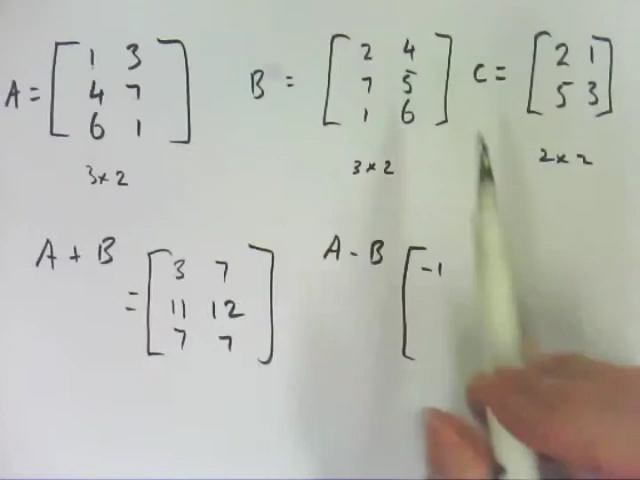 A = [ 1 3 B = [ 2 4 C = [ 2 1
4 7 7 5 5 3 ]
6 1 ] 1 6 ]
3 x 2 3 x 2 2 x 2
A + B A - B
= [ 3 7 [ -1
11 12
7 7 ]